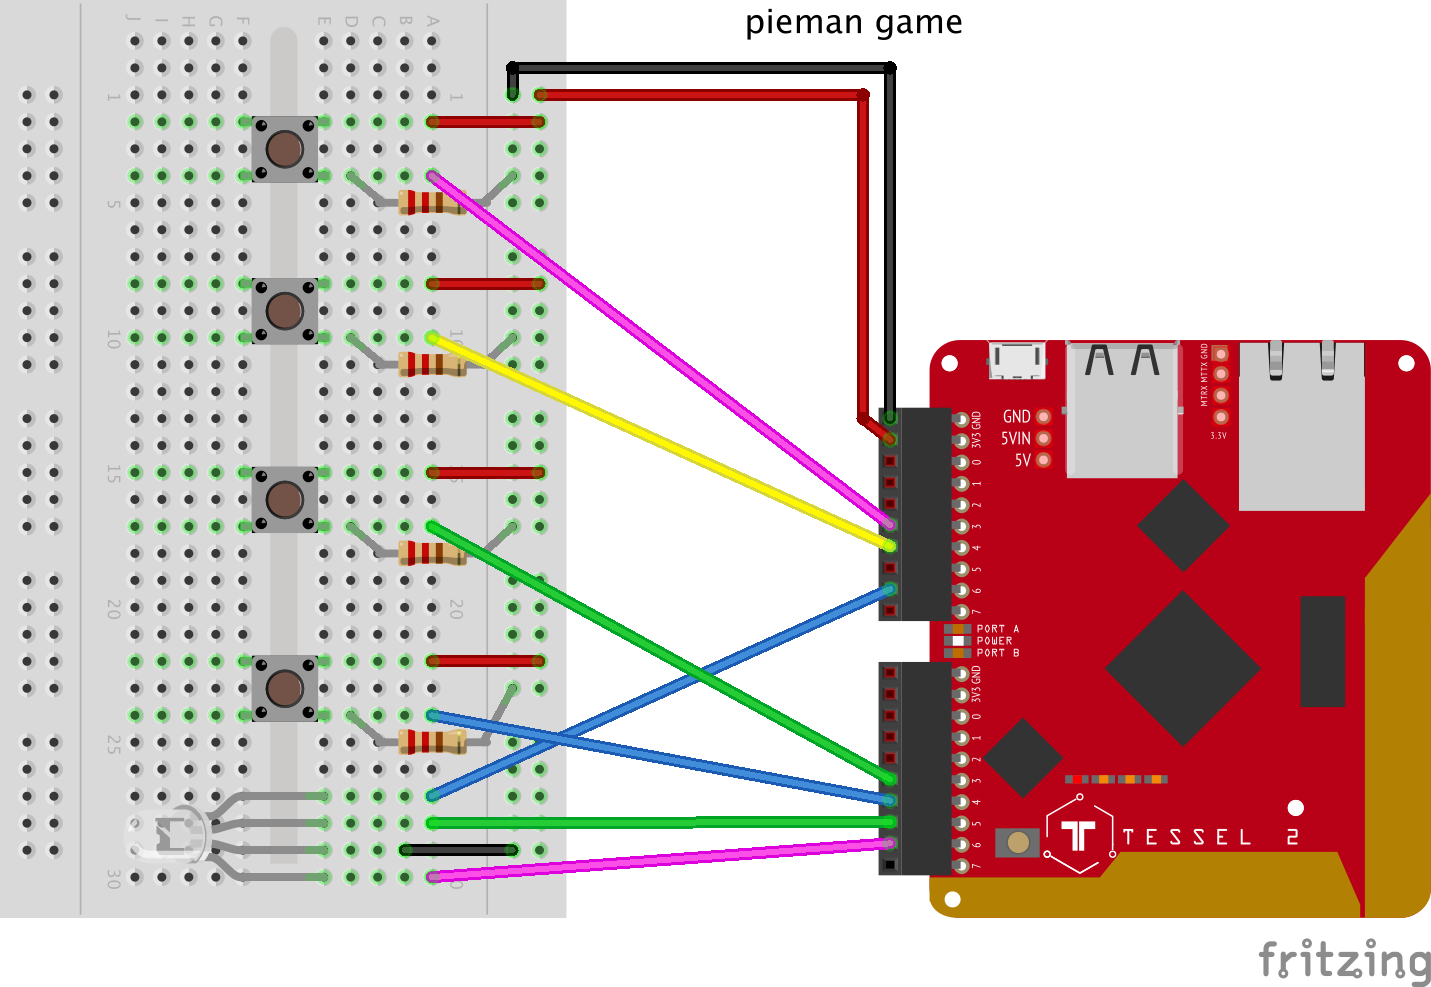 pieman game
J I H G F E D C B A
1 1
5
10 10
15
20 20
25
30
GND
5VIN
5V
MTRX MTTX GND
3.3V
GND
3V3
0
1
2
3
4
5
6
7
PORT A
POWER
PORT B
GND
3V3
0
1
2
3
4
5
6
7
TESSEL 2
fritzing